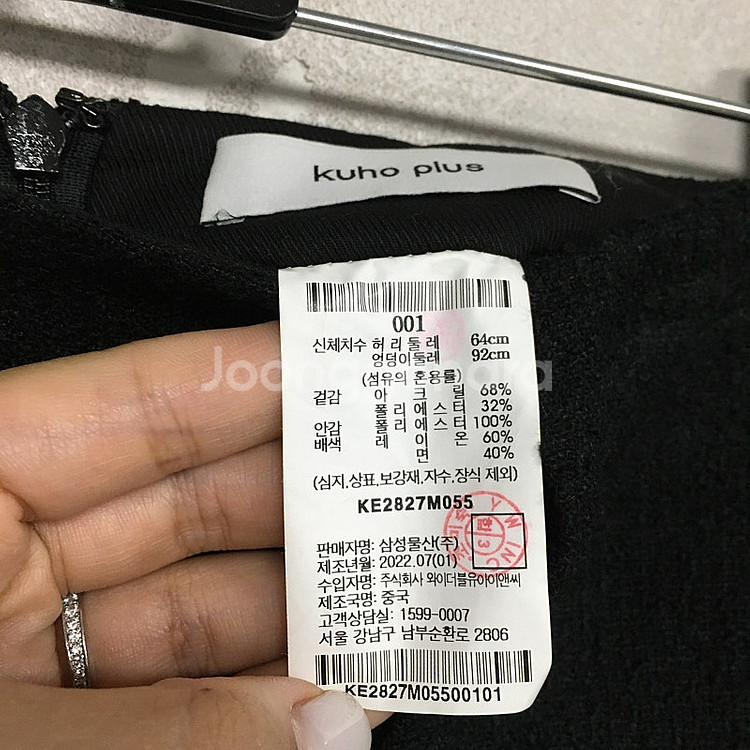 kuho plus
001
신체치수 허 리 둘 레 64cm
엉덩이둘레 92cm
(섬유의 혼용률)
겉감 아 크 릴 68%
폴 리 에 스 터 32%
안감 폴 리 에 스 터 100%
배색 레 이 온 60%
면 40%
(심지,상표,보강재,자수,장식 제외)
KE2827M055
판매자명: 삼성물산(주)
제조년월: 2022.07(01)
수입자명: 주식회사 와이더블유아이앤씨
제조국명: 중국
고객상담실: 1599-0007
서울 강남구 남부순환로 2806
KE2827M05500101